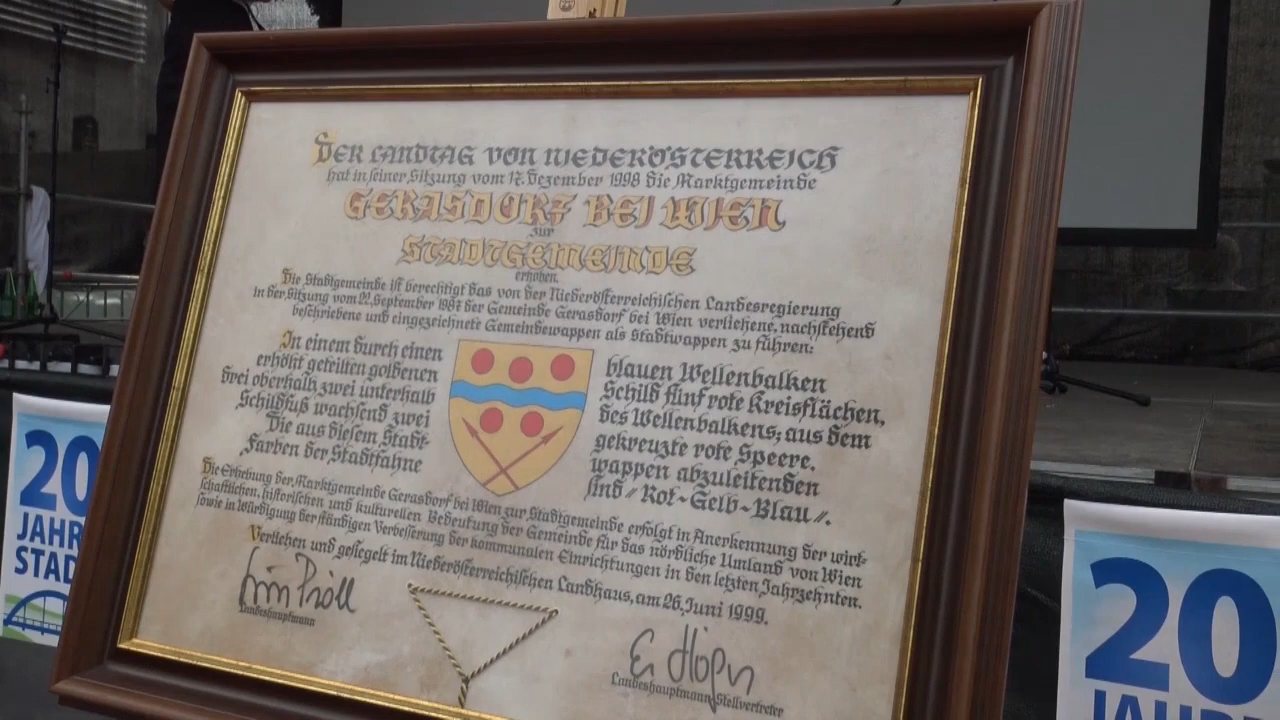 DER LANDTAG VON NIEDERÖSTERREICH
hat in seiner Sitzung vom 17. Dezember 1998 die Marktgemeinde
GERASDORF BEI WIEN
zur
STADTGEMEINDE
erhoben.
Die Stadtgemeinde ist berechtigt das von der Niederösterreichischen Landesregierung
in der Sitzung vom 22. September 1987 der Gemeinde Gerasdorf bei Wien verliehene, nachstehend
beschriebene und eingezeichnete Gemeindewappen als Stadtwappen zu führen:
In einem durch einen blauen Wellenbalken
erhöht geteilten goldenen Schild fünf rote Kreisflächen,
drei oberhalb zwei unterhalb des Wellenbalkens; aus dem
Schildfuß wachsend zwei gekreuzte rote Speere.
Die aus diesem Stadt- wappen abzuleitenden
Farben der Stadtfahne sind "Rot-Gelb-Blau".
Die Erhebung der Marktgemeinde Gerasdorf bei Wien zur Stadtgemeinde erfolgt in Anerkennung der wirt-
schaftlichen, historischen und kulturellen Bedeutung der Gemeinde für das nördliche Umland von Wien
sowie in Würdigung der ständigen Verbesserung der kommunalen Einrichtungen in den letzten Jahrzehnten.
Verliehen und gesiegelt im Niederösterreichischen Landhaus, am 26. Juni 1999.
Landeshauptmann
Landeshauptmann-Stellvertreter
20
JAHR
STAD
20
JAHRE